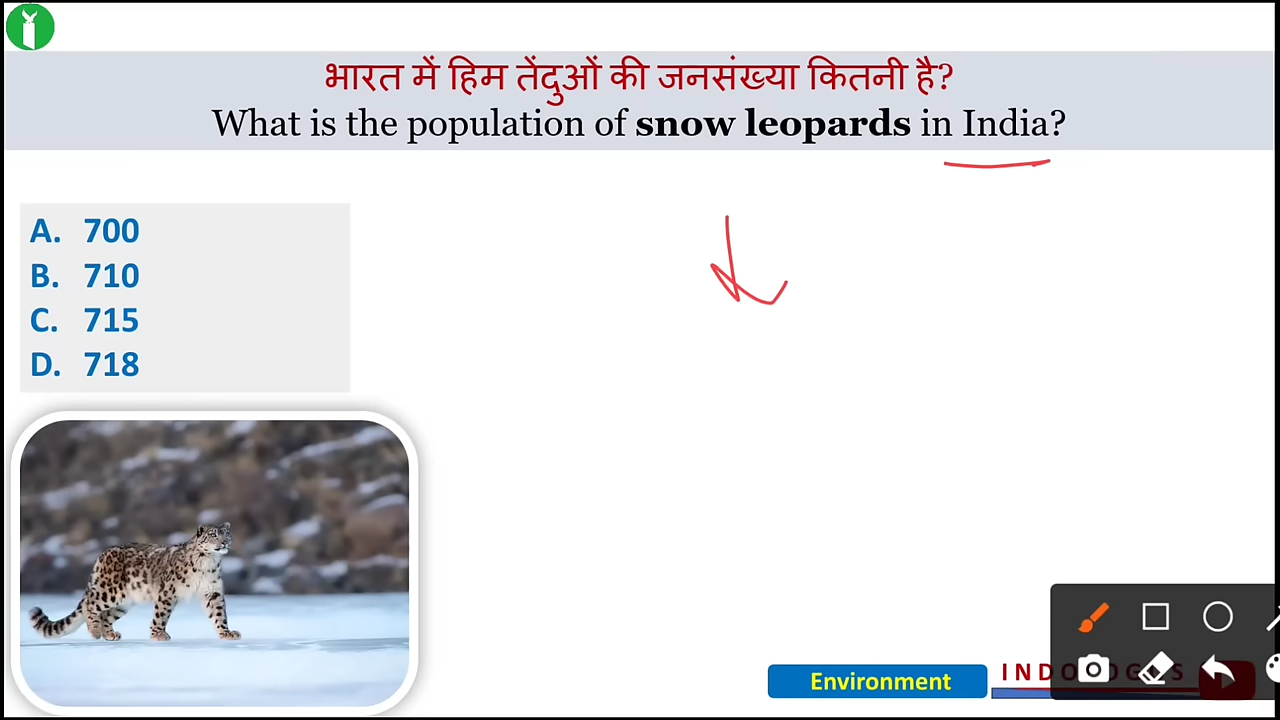 भारत में हिम तेंदुओं की जनसंख्या कितनी है?
What is the population of snow leopards in India?
A. 700
B. 710
C. 715
D. 718
Environment